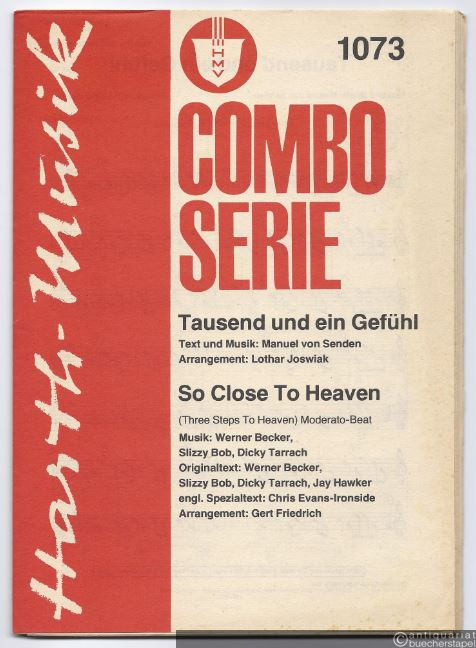 Harth-Musik
HMV
1073
COMBO
SERIE
Tausend und ein Gefühl
Text und Musik: Manuel von Senden
Arrangement: Lothar Joswiak
So Close To Heaven
(Three Steps To Heaven) Moderato-Beat
Musik: Werner Becker,
Slizzy Bob, Dicky Tarrach
Originaltext: Werner Becker,
Slizzy Bob, Dicky Tarrach, Jay Hawker
engl. Spezialtext: Chris Evans-Ironside
Arrangement: Gert Friedrich
antiquariat
buecherstapel